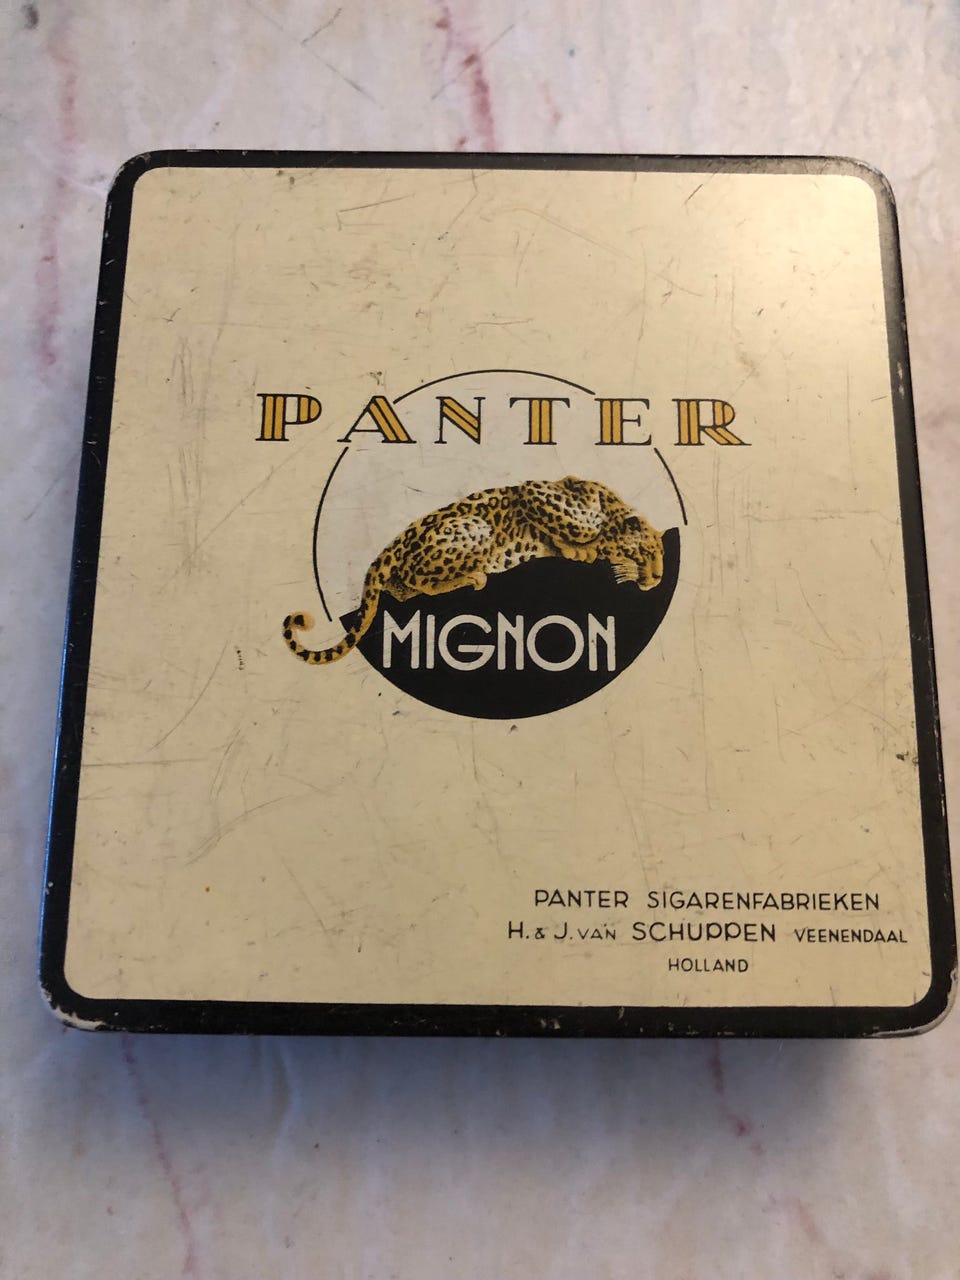 PANTER
MIGNON
PANTER SIGARENFABRIEKEN
H. & J. VAN SCHUPPEN VEENENDAAL
HOLLAND